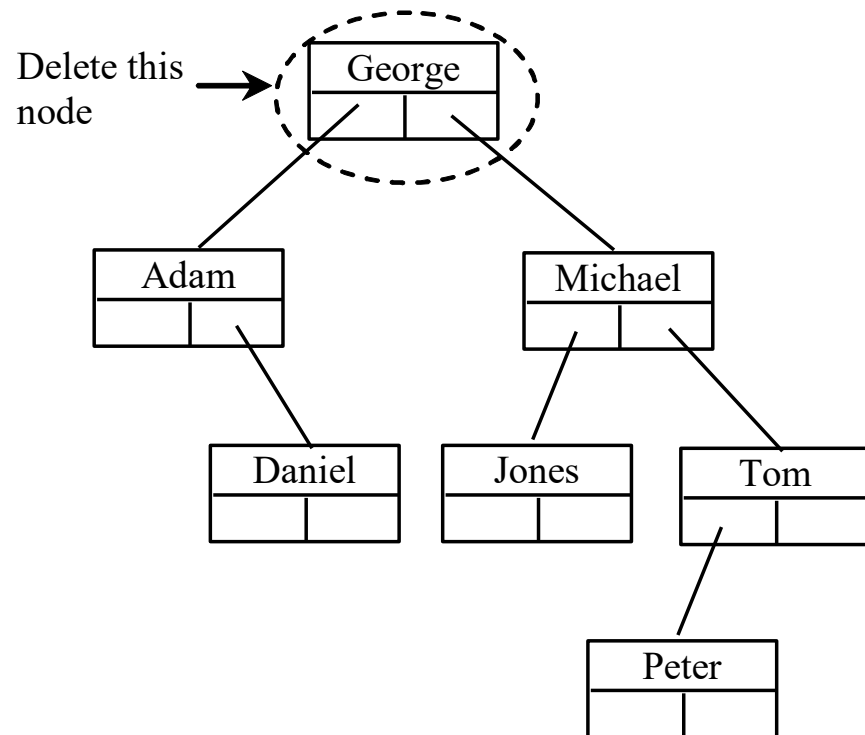 Delete this
node
George
Adam
Michael
Daniel
Jones
Tom
Peter